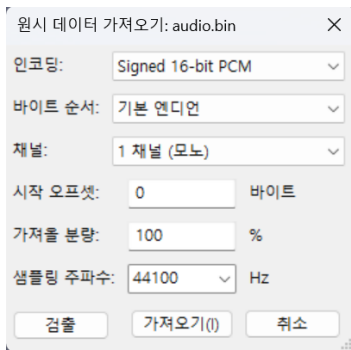 원시 데이터 가져오기: audio.bin
인코딩: Signed 16-bit PCM
바이트 순서: 기본 엔디언
채널: 1 채널 (모노)
시작 오프셋: 0 바이트
가져올 분량: 100 %
샘플링 주파수: 44100 Hz
검출 가져오기(I) 취소